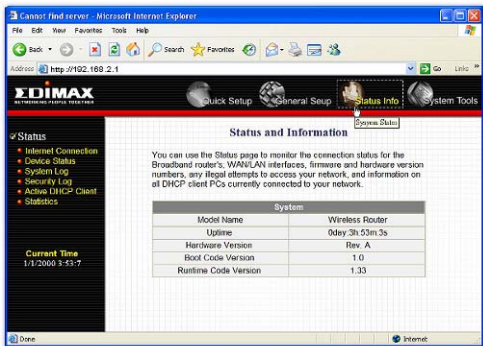 Cannot find server - Microsoft Internet Explorer
File Edit View Favorites Tools Help
Back Search Favorites
Address http://192.168.2.1 Go Links
EDIMAX
NETWORKING PEOPLE TOGETHER
Quick Setup General Seup Status Info System Tools
Sysyem Status
Status
Internet Connection
Device Status
System Log
Security Log
Active DHCP Client
Statistics
Current Time
1/1/2000 3:53:7
Status and Information
You can use the Status page to monitor the connection status for the
Broadband router's, WAN/LAN interfaces, firmware and hardware version
numbers, any illegal attempts to access your network, and information on
all DHCP client PCs currently connected to your network.
System
Model Name Wireless Router
Uptime 0day:3h:53m:3s
Hardware Version Rev. A
Boot Code Version 1.0
Runtime Code Version 1.33
Done Internet